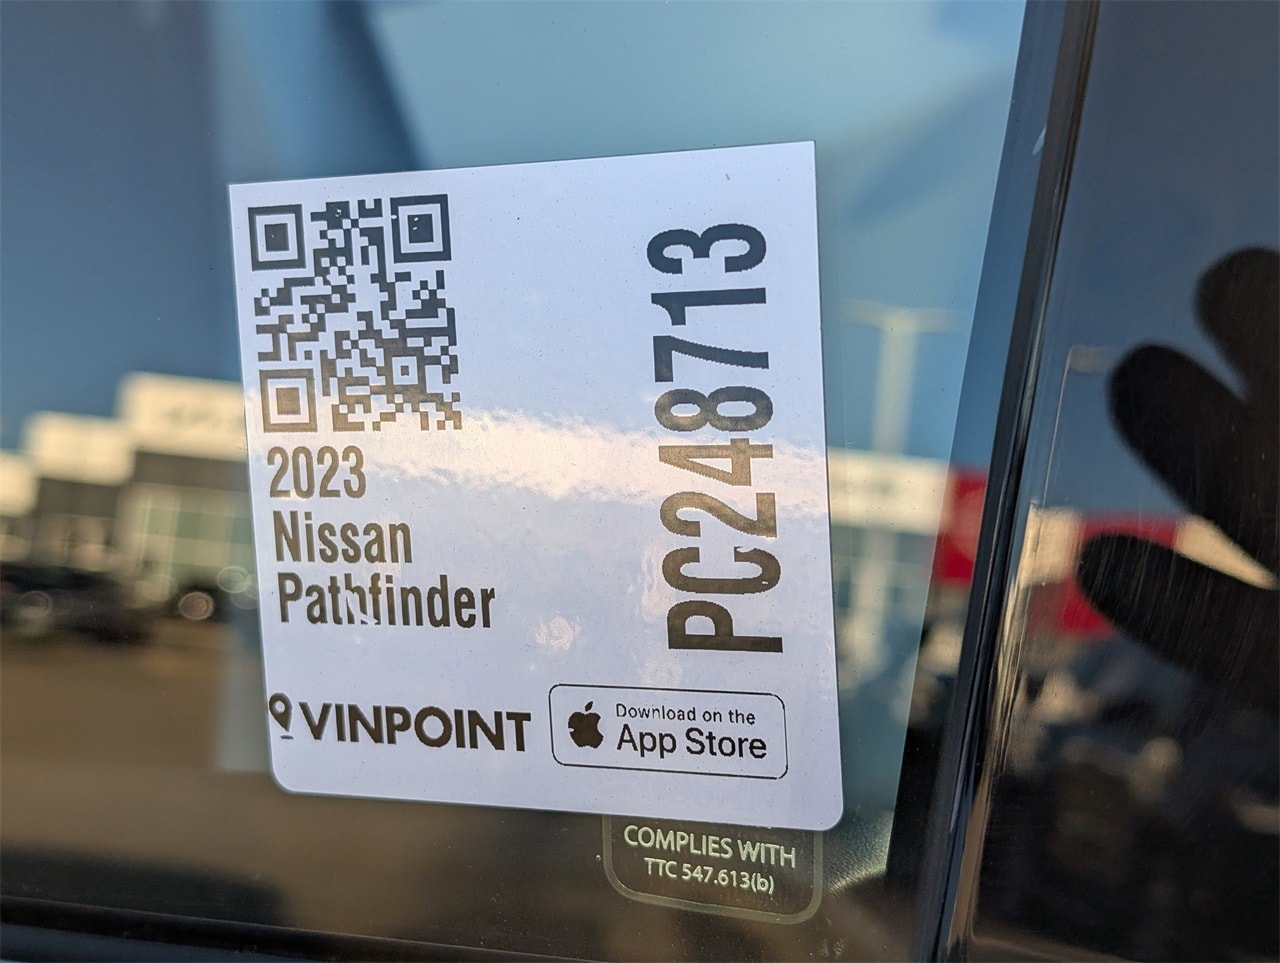 2023
Nissan
Pathfinder
PC248713
VINPOINT
Download on the
App Store
COMPLIES WITH
TTC 547.613(b)